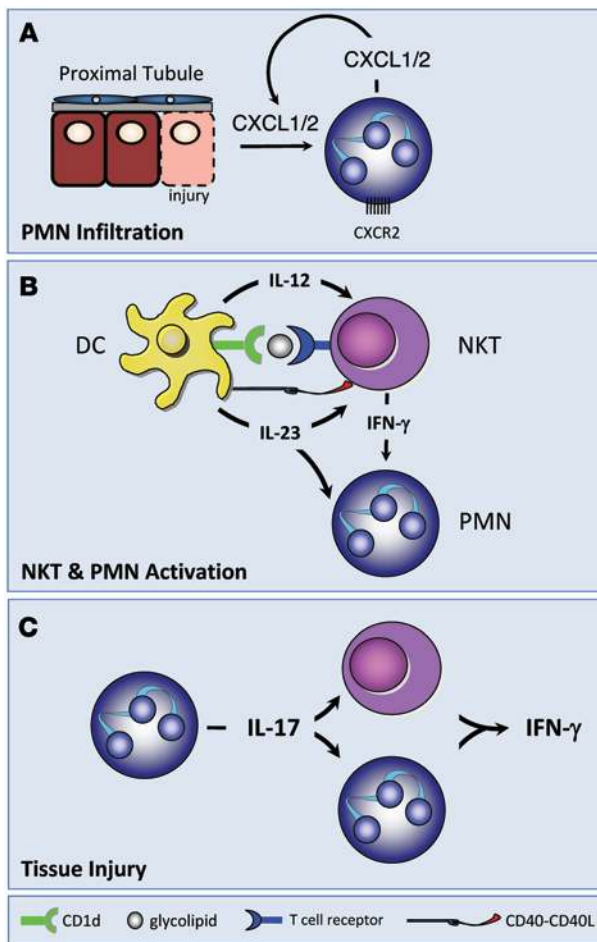 A
CXCL1/2
Proximal Tubule
CXCL1/2
injury
CXCR2
PMN Infiltration
B
IL-12
DC
NKT
IL-23
IFN-γ
PMN
NKT & PMN Activation
C
IL-17
IFN-γ
Tissue Injury
CD1d
glycolipid
T cell receptor
CD40-CD40L